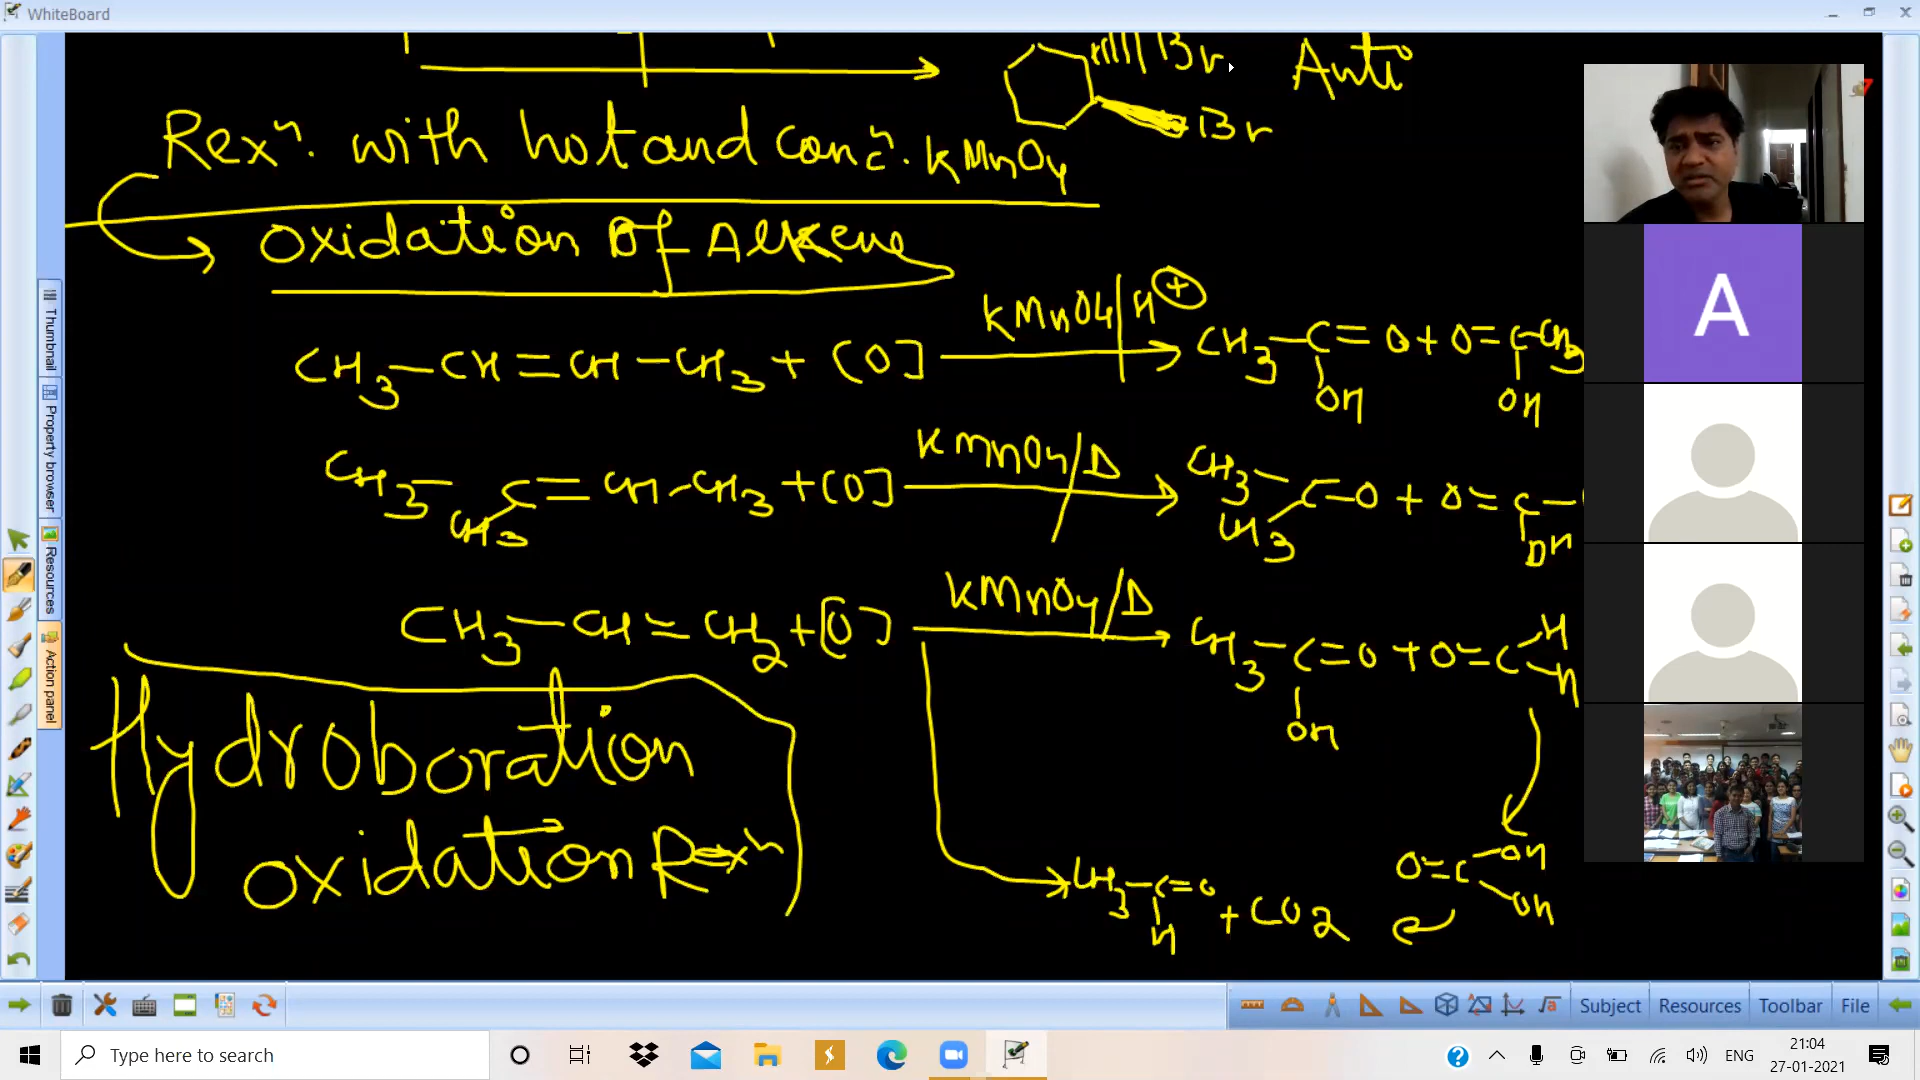 WhiteBoard
Br Anti
Br
Rexn. with hot and concn. KMnO4
Oxidation Of Alkene
CH3-CH=CH-CH3 + [O] KMnO4/H+ CH3-C=O + O=C-CH3
OH OH
CH3-C=CH-CH3 + [O] KMnO4/Δ CH3-C-O + O=C-
CH3 CH3 OH
CH3-CH=CH2 + [O] KMnO4/Δ CH3-C=O + O=C-H
OH H
Hydroboration
oxidation Rexn
O=C-OH
OH
CH3-C=O + CO2
H
A
Thumbnail
Property browser
Resources
Action panel
Subject Resources Toolbar File
Type here to search
ENG
21:04
27-01-2021